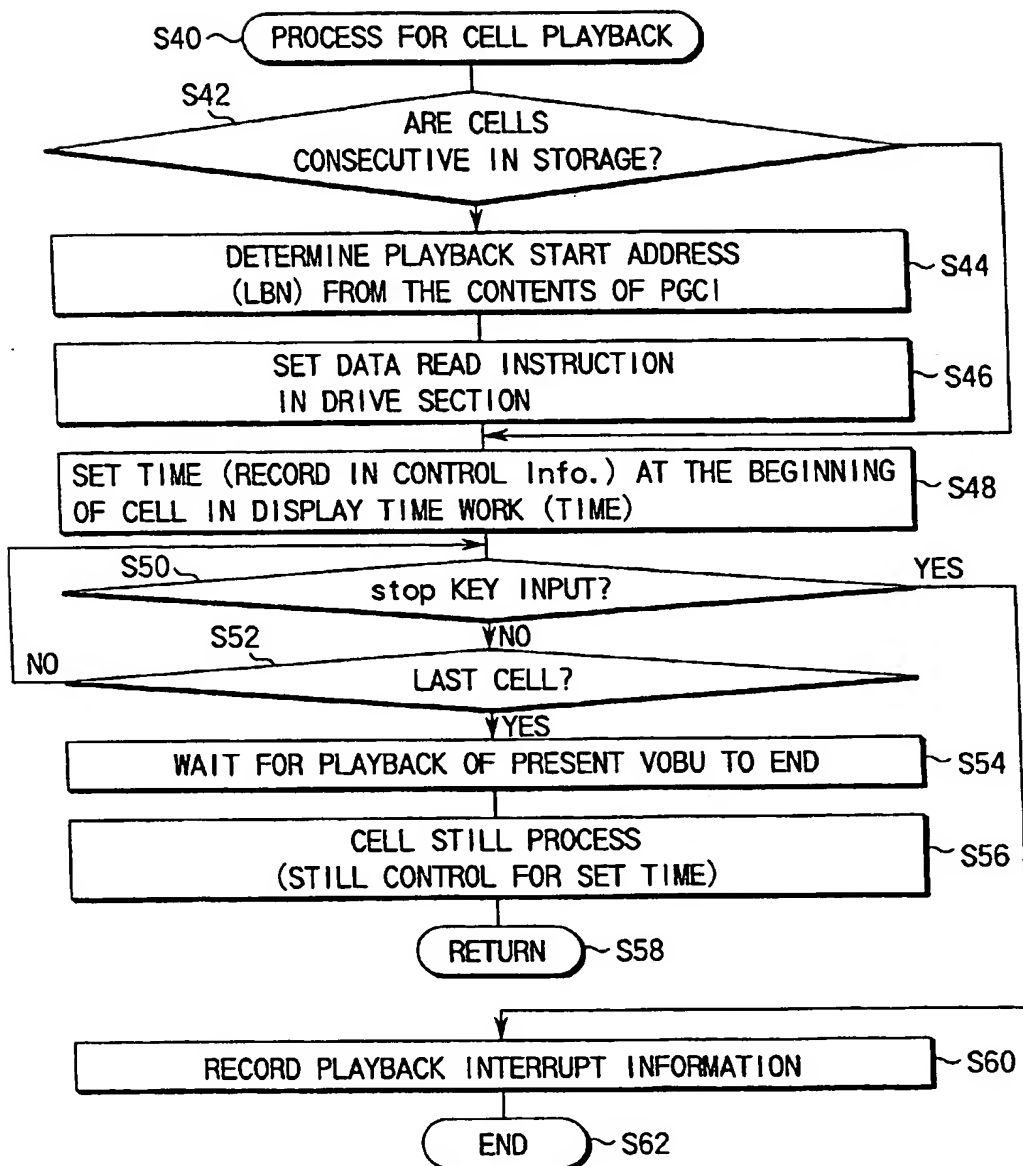 S40 PROCESS FOR CELL PLAYBACK
S42
ARE CELLS
CONSECUTIVE IN STORAGE?
DETERMINE PLAYBACK START ADDRESS
(LBN) FROM THE CONTENTS OF PGCI
S44
SET DATA READ INSTRUCTION
IN DRIVE SECTION
S46
SET TIME (RECORD IN CONTROL Info.) AT THE BEGINNING
OF CELL IN DISPLAY TIME WORK (TIME)
S48
S50
stop KEY INPUT?
YES
NO
S52
NO
LAST CELL?
YES
WAIT FOR PLAYBACK OF PRESENT VOBU TO END
S54
CELL STILL PROCESS
(STILL CONTROL FOR SET TIME)
S56
RETURN
S58
RECORD PLAYBACK INTERRUPT INFORMATION
S60
END
S62